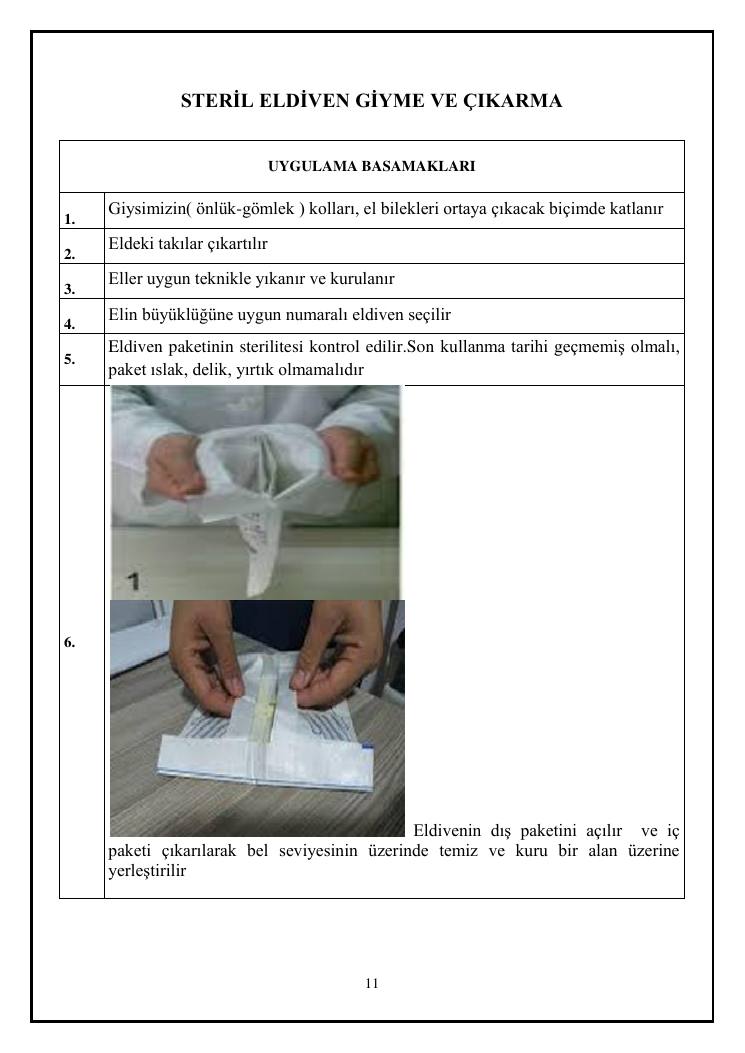 STERİL ELDİVEN GİYME VE ÇIKARMA
UYGULAMA BASAMAKLARI
1. Giysimizin( önlük-gömlek ) kolları, el bilekleri ortaya çıkacak biçimde katlanır
2. Eldeki takılar çıkartılır
3. Eller uygun teknikle yıkanır ve kurulanır
4. Elin büyüklüğüne uygun numaralı eldiven seçilir
5. Eldiven paketinin sterilitesi kontrol edilir.Son kullanma tarihi geçmemiş olmalı,
paket ıslak, delik, yırtık olmamalıdır
1
6.
Eldivenin dış paketini açılır ve iç
paketi çıkarılarak bel seviyesinin üzerinde temiz ve kuru bir alan üzerine
yerleştirilir
11